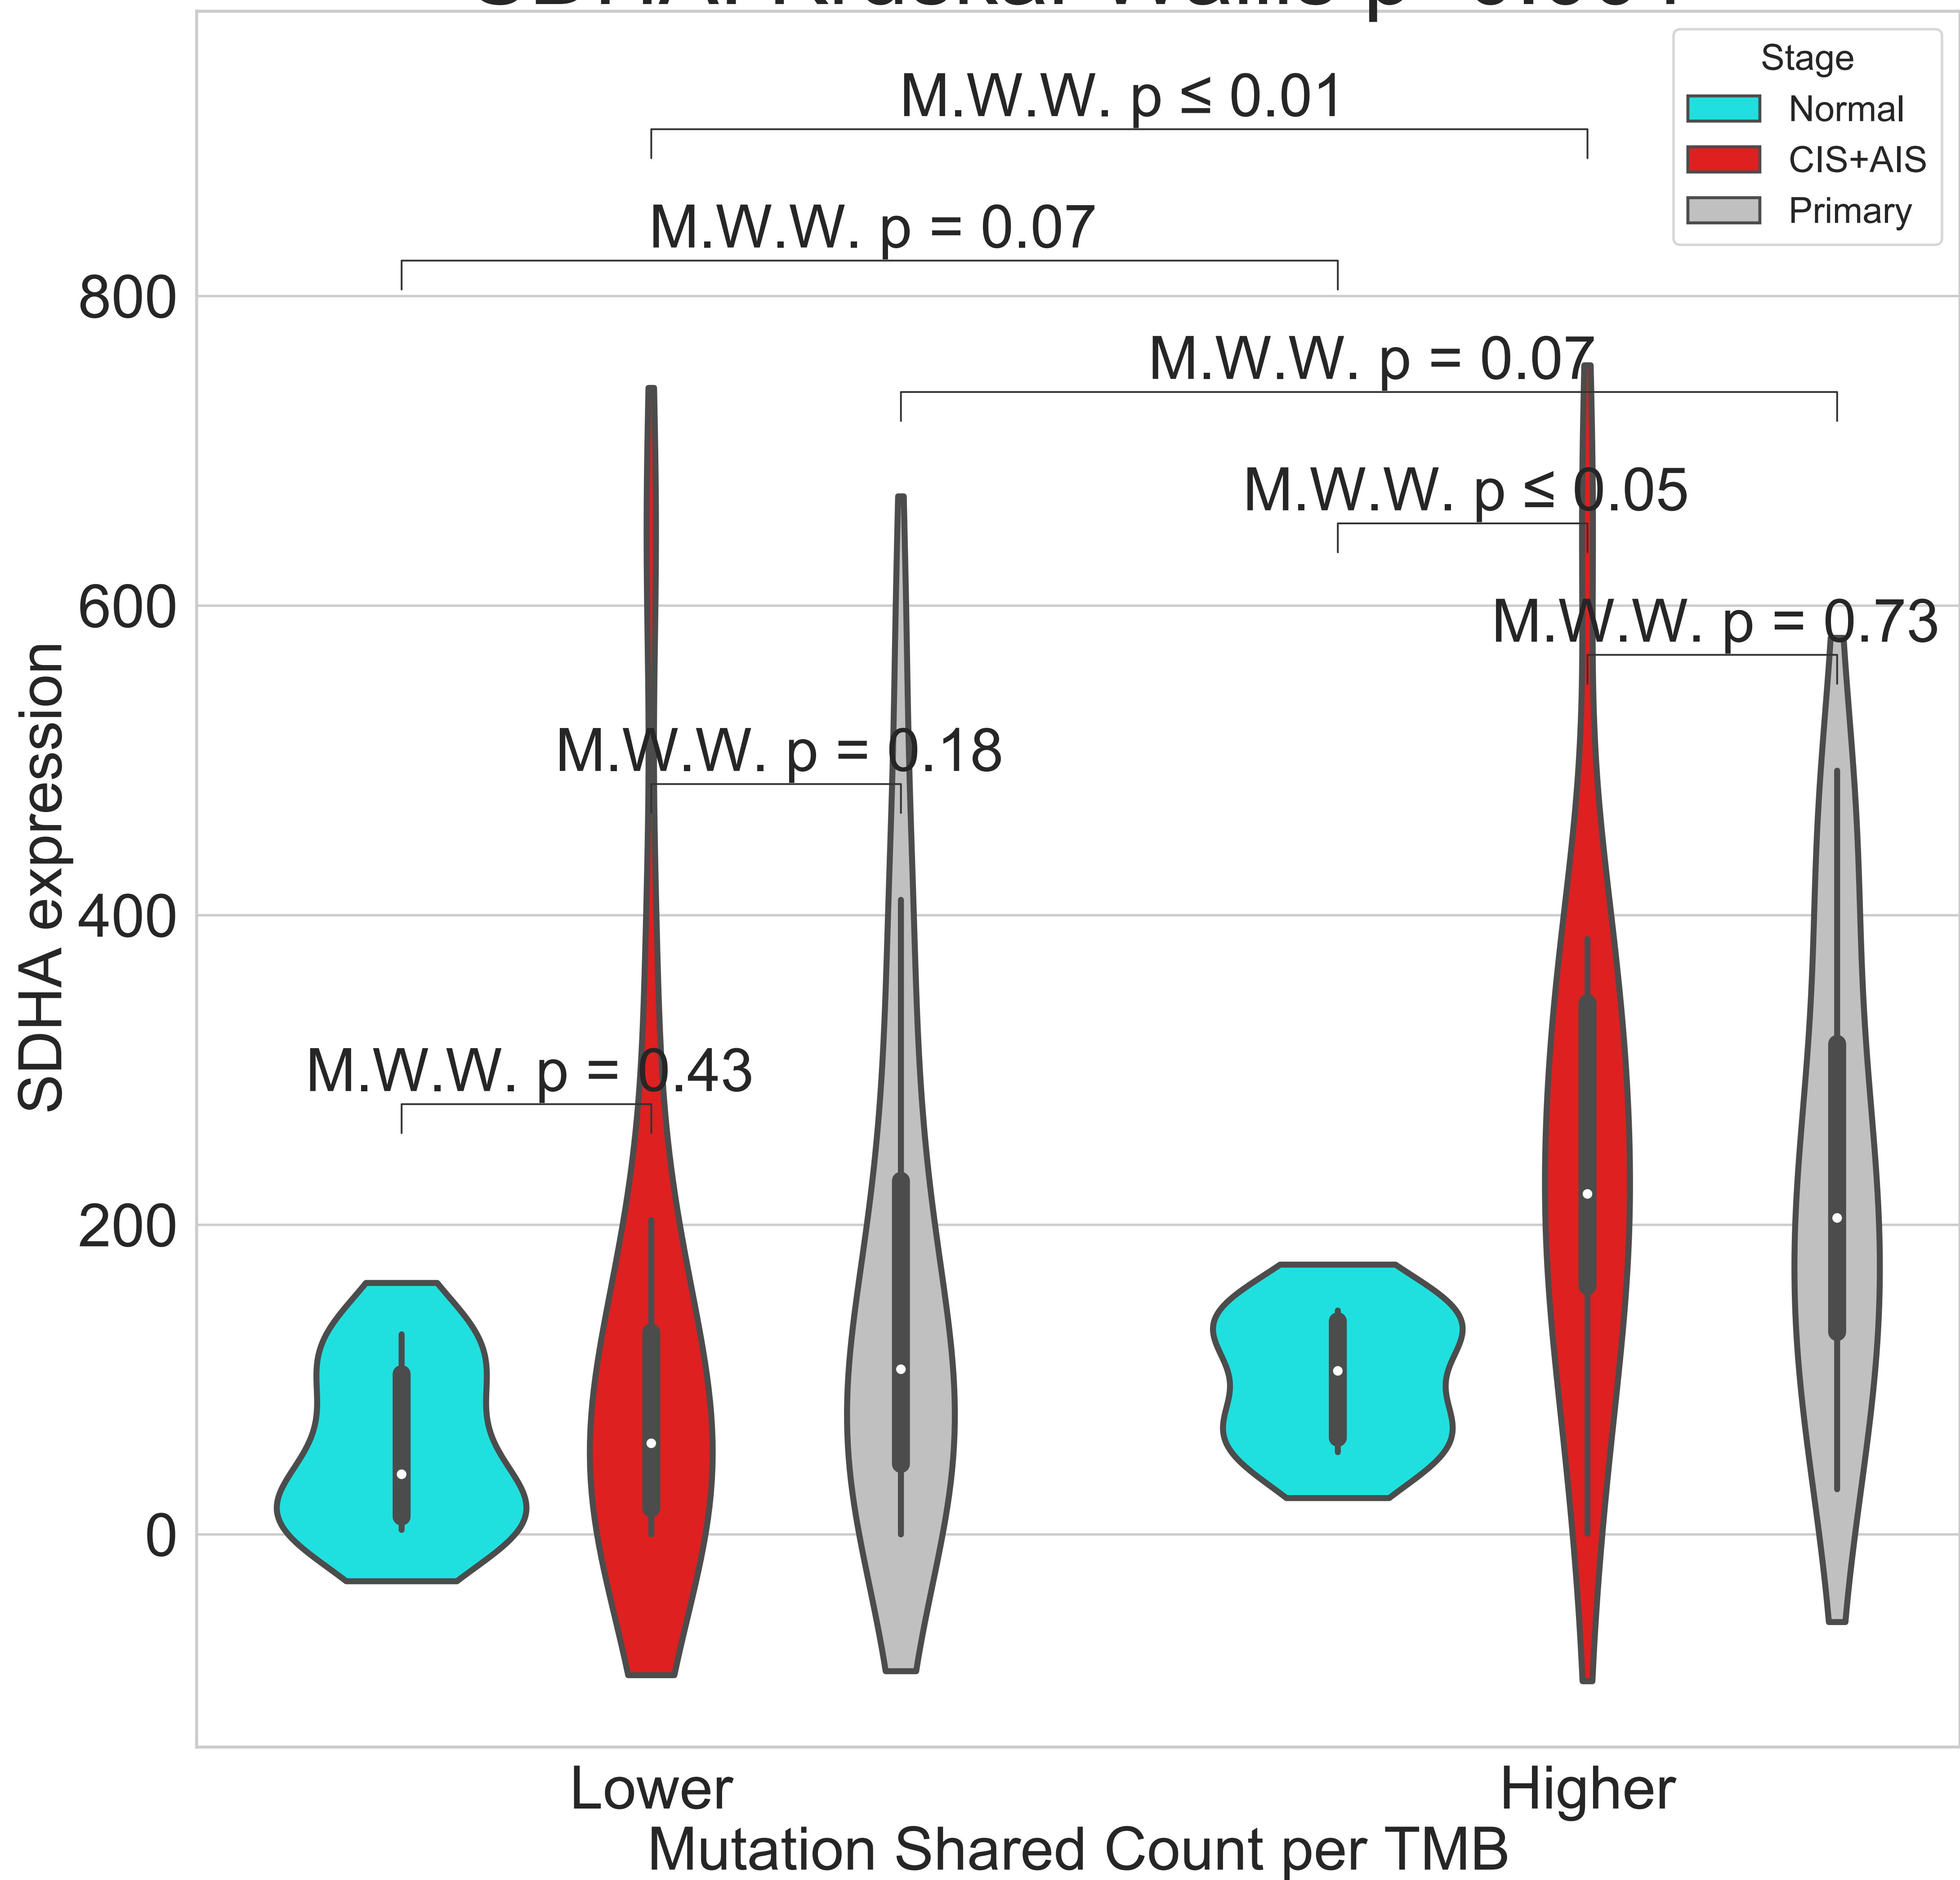 Stage
Normal
CIS+AIS
Primary
M.W.W. p ≤ 0.01
M.W.W. p = 0.07
M.W.W. p = 0.07
M.W.W. p ≤ 0.05
M.W.W. p = 0.73
M.W.W. p = 0.18
M.W.W. p = 0.43
800
600
400
200
0
SDHA expression
Lower
Higher
Mutation Shared Count per TMB